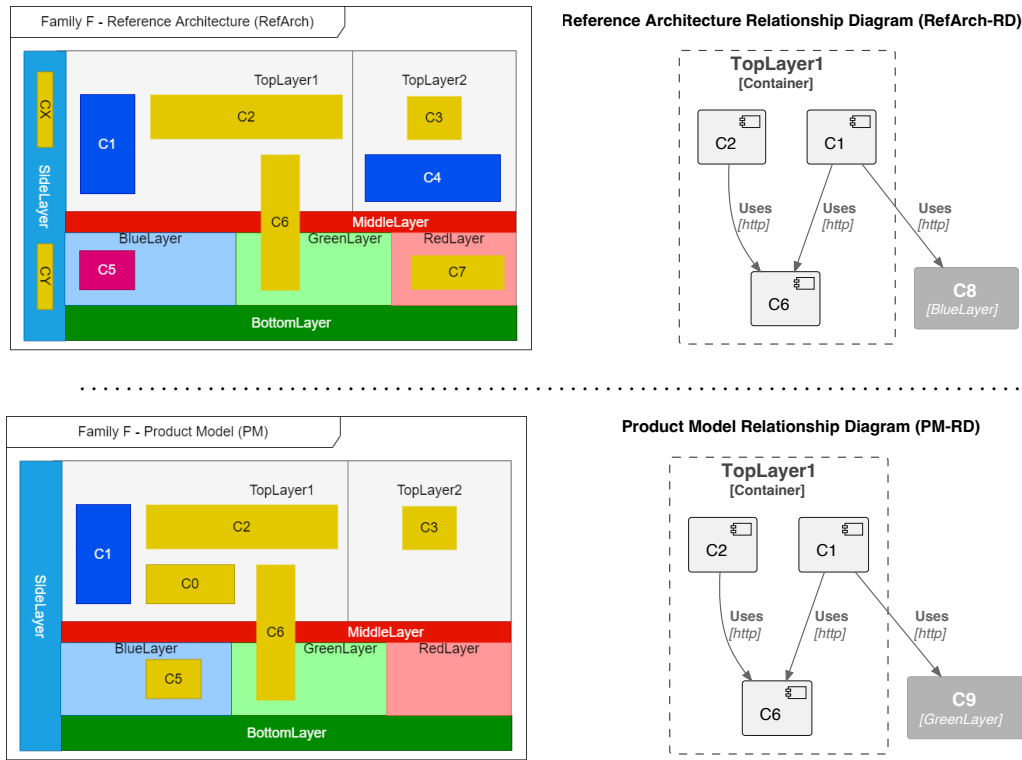 Family F - Reference Architecture (RefArch)
TopLayer1
TopLayer2
CX
C1
C2
C3
C4
SideLayer
C6
MiddleLayer
BlueLayer
GreenLayer
RedLayer
CY
C5
C7
BottomLayer
Reference Architecture Relationship Diagram (RefArch-RD)
TopLayer1
[Container]
C2
C1
Uses
[http]
Uses
[http]
Uses
[http]
C6
C8
[BlueLayer]
Family F - Product Model (PM)
TopLayer1
TopLayer2
C1
C2
C3
C0
SideLayer
C6
MiddleLayer
BlueLayer
GreenLayer
RedLayer
C5
BottomLayer
Product Model Relationship Diagram (PM-RD)
TopLayer1
[Container]
C2
C1
Uses
[http]
Uses
[http]
Uses
[http]
C6
C9
[GreenLayer]